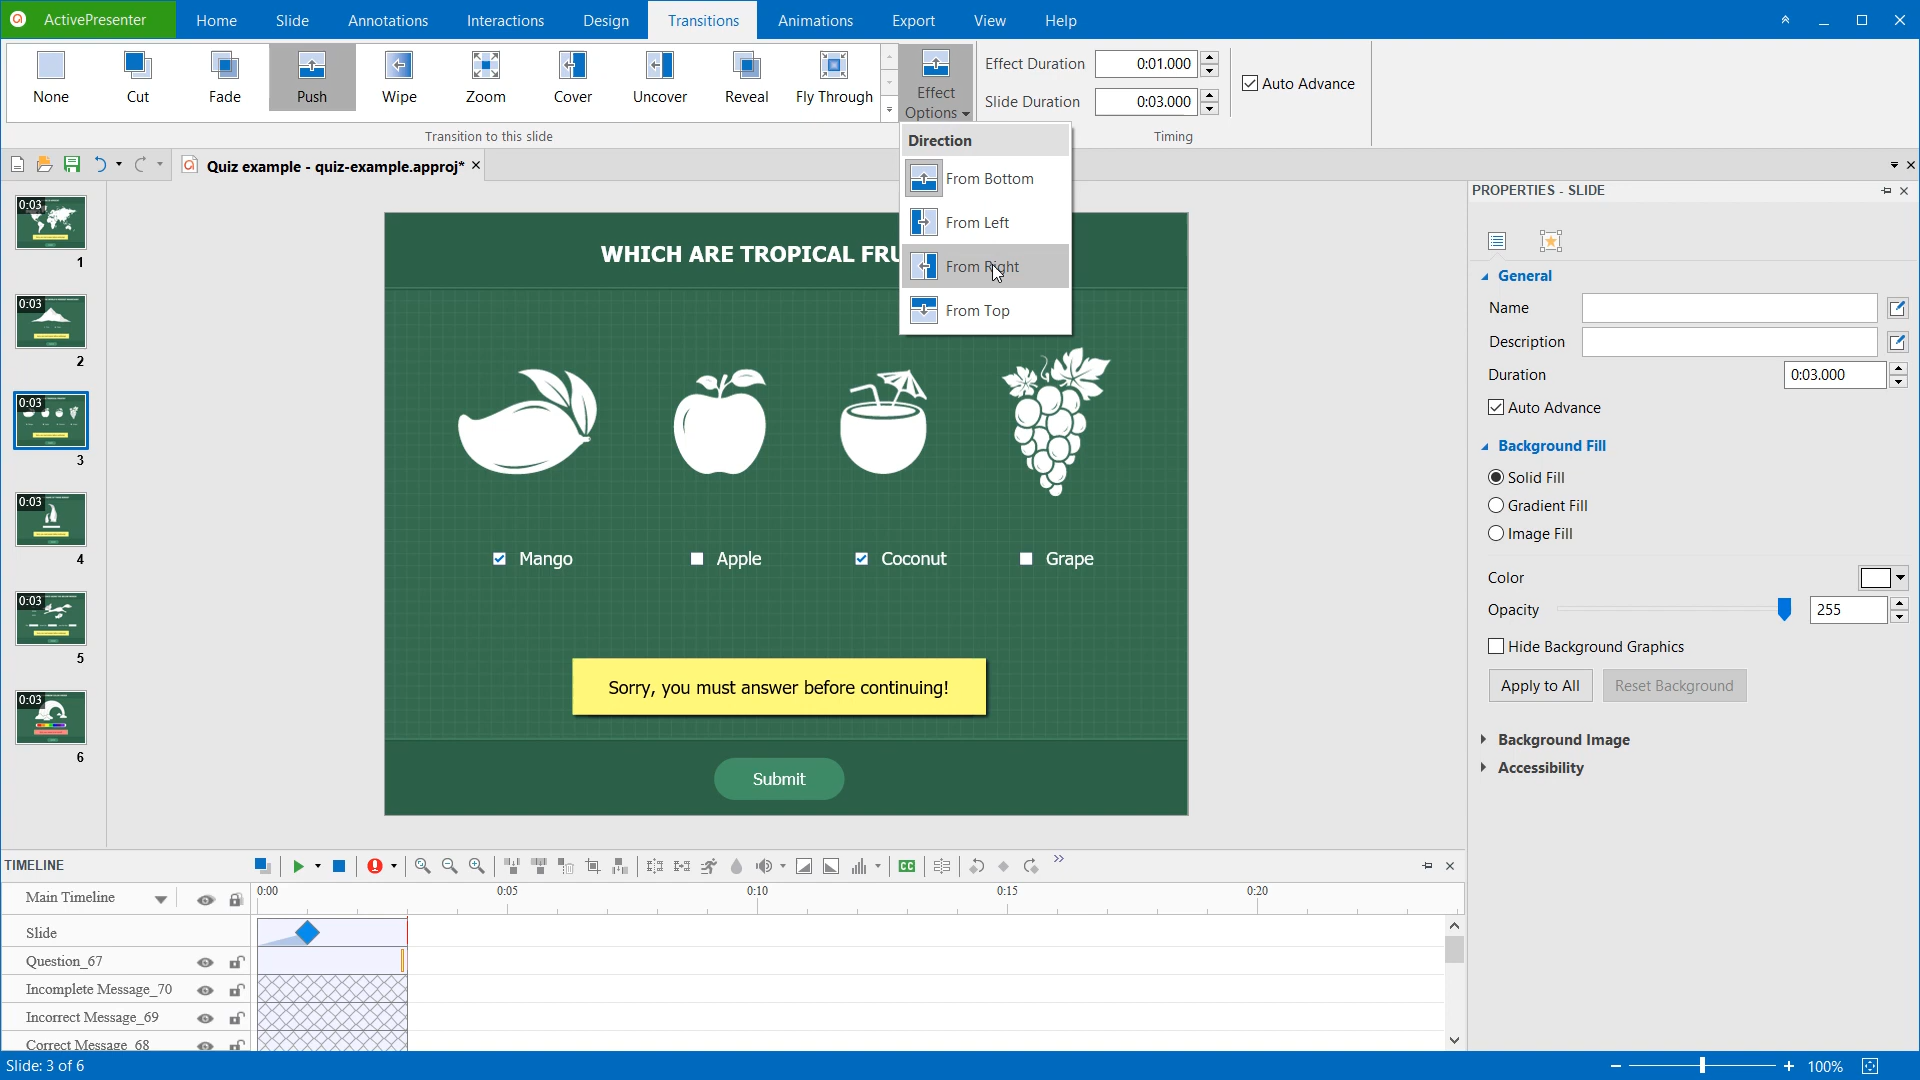 ActivePresenter
Home
Slide
Annotations
Interactions
Design
Transitions
Animations
Export
View
Help
None
Cut
Fade
Push
Wipe
Zoom
Cover
Uncover
Reveal
Fly Through
Effect
Options
Effect Duration
0:01.000
Slide Duration
0:03.000
Auto Advance
Transition to this slide
Timing
Direction
From Bottom
From Left
From Right
From Top
Quiz example - quiz-example.approj*
0:03
1
0:03
2
0:03
3
0:03
4
0:03
5
0:03
6
WHICH ARE TROPICAL FRU
Mango
Apple
Coconut
Grape
Sorry, you must answer before continuing!
Submit
PROPERTIES - SLIDE
General
Name
Description
Duration
0:03.000
Auto Advance
Background Fill
Solid Fill
Gradient Fill
Image Fill
Color
Opacity
255
Hide Background Graphics
Apply to All
Reset Background
Background Image
Accessibility
TIMELINE
CC
Main Timeline
0:00
0:05
0:10
0:15
0:20
Slide
Question_67
Incomplete Message_70
Incorrect Message_69
Correct Message_68
Slide: 3 of 6
100%